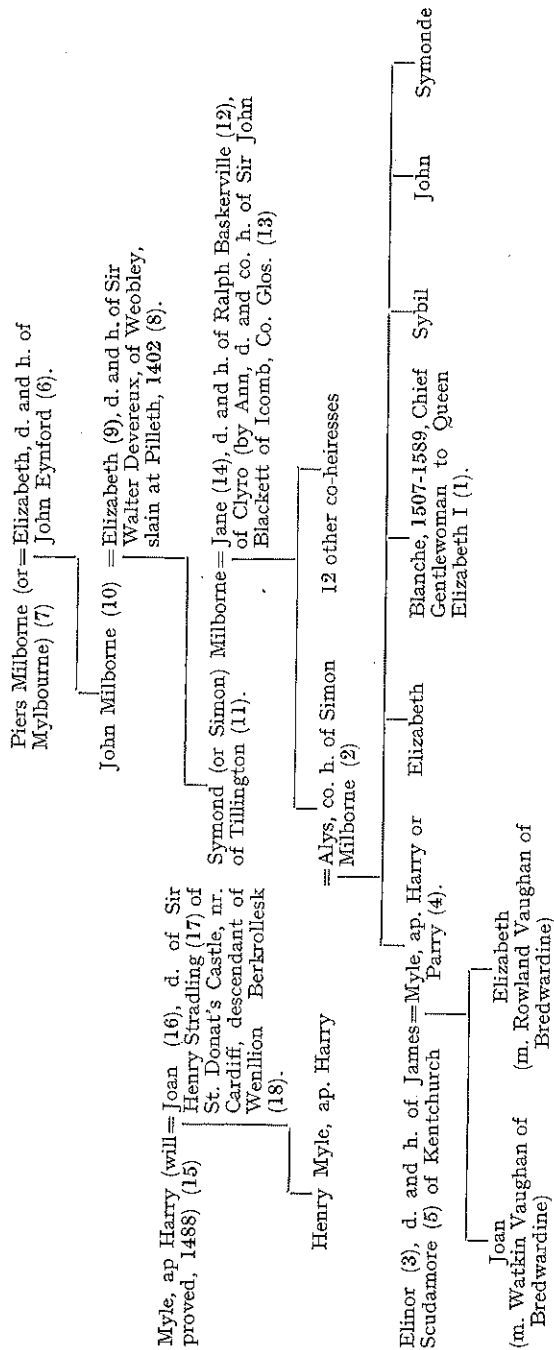 Piers Milborne (or = Elizabeth, d. and h. of
Mylbourne) (7) John Eynford (6).
John Milborne (10) = Elizabeth (9), d. and h. of Sir
Walter Devereux, of Weobley,
slain at Pilleth, 1402 (8).
Myle, ap Harry (will = Joan (16), d. of Sir
proved, 1488) (15) Henry Stradling (17) of
St. Donat's Castle, nr.
Cardiff, descendant of
Wenllion Berkrollesk
(18).
Symond (or Simon) Milborne = Jane (14), d. and h. of Ralph Baskerville (12),
of Tillington (11). of Clyro (by Ann, d. and co. h. of Sir John
Blackett of Icomb, Co. Glos. (13)
Henry Myle, ap. Harry
= Alys, co. h. of Simon
Milborne (2)
12 other co-heiresses
Elinor (3), d. and h. of James = Myle, ap. Harry or
Scudamore (5) of Kentchurch Parry (4).
Elizabeth
Blanche, 1507-1589, Chief
Gentlewoman to Queen
Elizabeth I (1).
Sybil
John
Symonde
Joan
(m. Watkin Vaughan of
Bredwardine)
Elizabeth
(m. Rowland Vaughan of
Bredwardine)